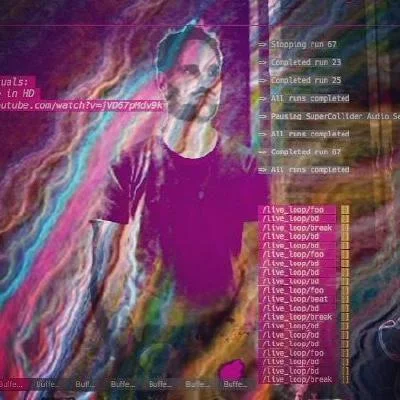 uals:
e in HD
outube.com/watch?v=jVD67pMdv9k
=> Stopping run 67
=> Completed run 23
=> Completed run 25
=> All runs completed
=> Pausing SuperCollider Audio Se
=> All runs completed
=> Completed run 67
=> All runs completed
/live_loop/foo
/live_loop/bd
/live_loop/break
/live_loop/bd
/live_loop/bd
/live_loop/foo
/live_loop/bd
/live_loop/bd
/live_loop/bd
/live_loop/foo
/live_loop/beat
/live_loop/bd
/live_loop/break
/live_loop/bd
/live_loop/bd
/live_loop/bd
/live_loop/foo
/live_loop/bd
/live_loop/bd
/live_loop/break
Buffe... Buffe... Buff... Buffe... Buffe... Buffe... Buffe...